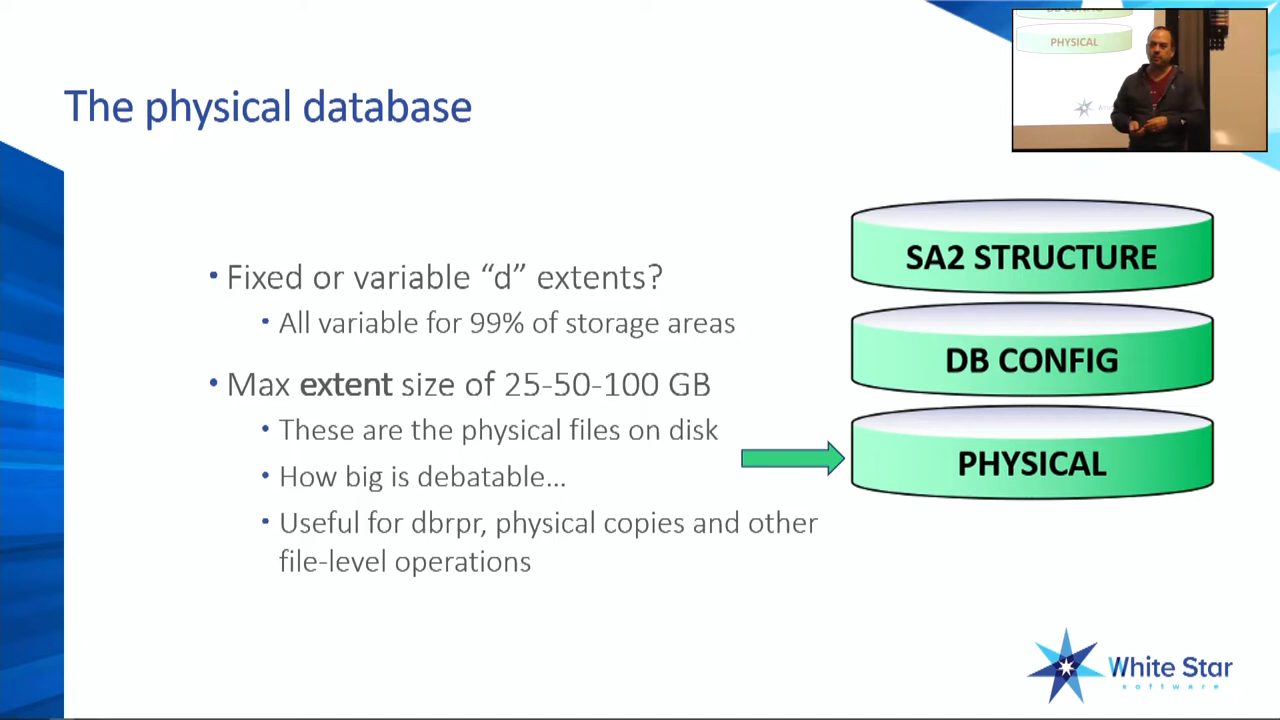 The physical database
PHYSICAL
SA2 STRUCTURE
• Fixed or variable “d” extents?
• All variable for 99% of storage areas
DB CONFIG
• Max extent size of 25-50-100 GB
• These are the physical files on disk
PHYSICAL
• How big is debatable…
• Useful for dbrpr, physical copies and other
file-level operations
White Star
software